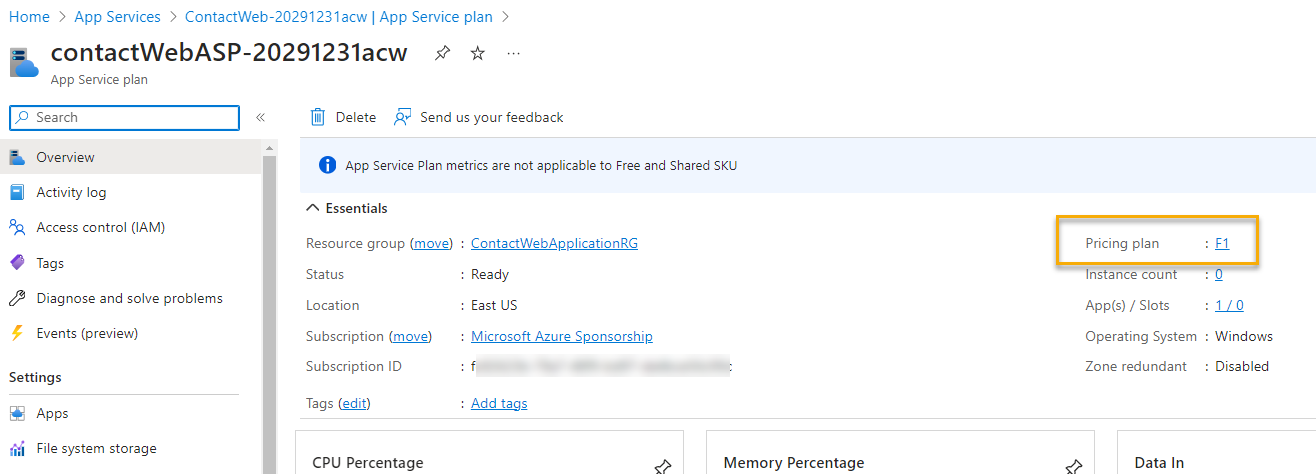 Home > App Services > ContactWeb-20291231acw | App Service plan >
contactWebASP-20291231acw ...
App Service plan
Search «
Delete Send us your feedback
Overview
App Service Plan metrics are not applicable to Free and Shared SKU
Activity log
Access control (IAM)
Tags
Diagnose and solve problems
Events (preview)
Settings
Apps
File system storage
Essentials
Resource group (move) : ContactWebApplicationRG
Status : Ready
Location : East US
Subscription (move) : Microsoft Azure Sponsorship
Subscription ID : f
Tags (edit) : Add tags
Pricing plan : F1
Instance count : 0
App(s) / Slots : 1 / 0
Operating System : Windows
Zone redundant : Disabled
CPU Percentage
Memory Percentage
Data In